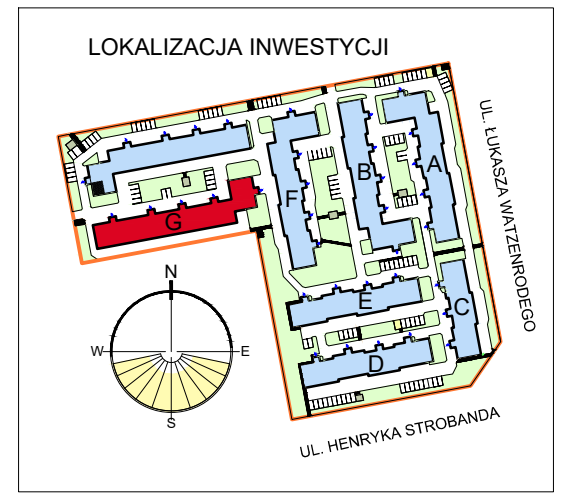 LOKALIZACJA INWESTYCJI
UL. ŁUKASZA WATZENRODEGO
A
B
F
G
C
E
D
N
W
E
S
UL. HENRYKA STROBANDA